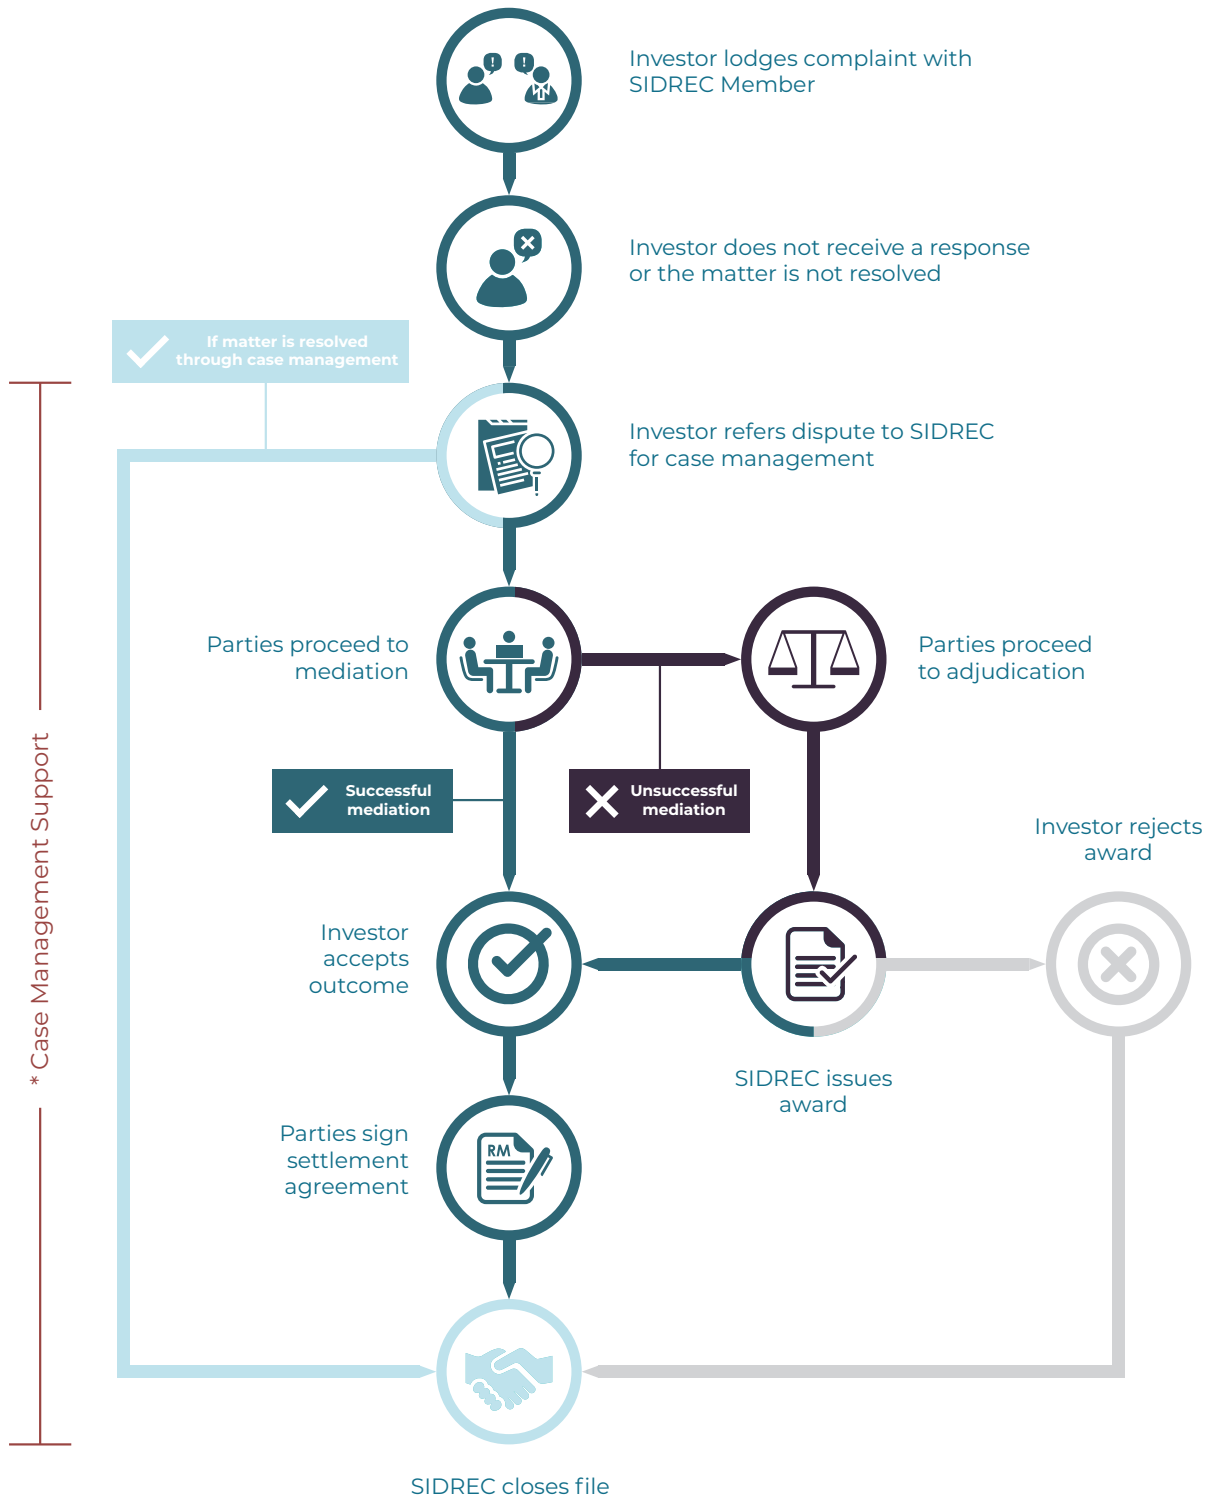 Investor lodges complaint with
SIDREC Member
Investor does not receive a response
or the matter is not resolved
If matter is resolved
through case management
Investor refers dispute to SIDREC
for case management
Parties proceed to
mediation
Parties proceed
to adjudication
* Case Management Support
Successful
mediation
Unsuccessful
mediation
Investor rejects
award
Investor
accepts
outcome
SIDREC issues
award
Parties sign
settlement
agreement
RM
SIDREC closes file